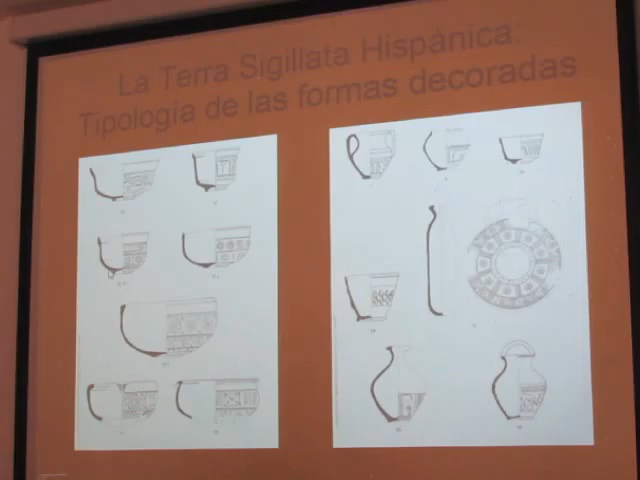 La Terra Sigillata Hispánica:
Tipología de las formas decoradas